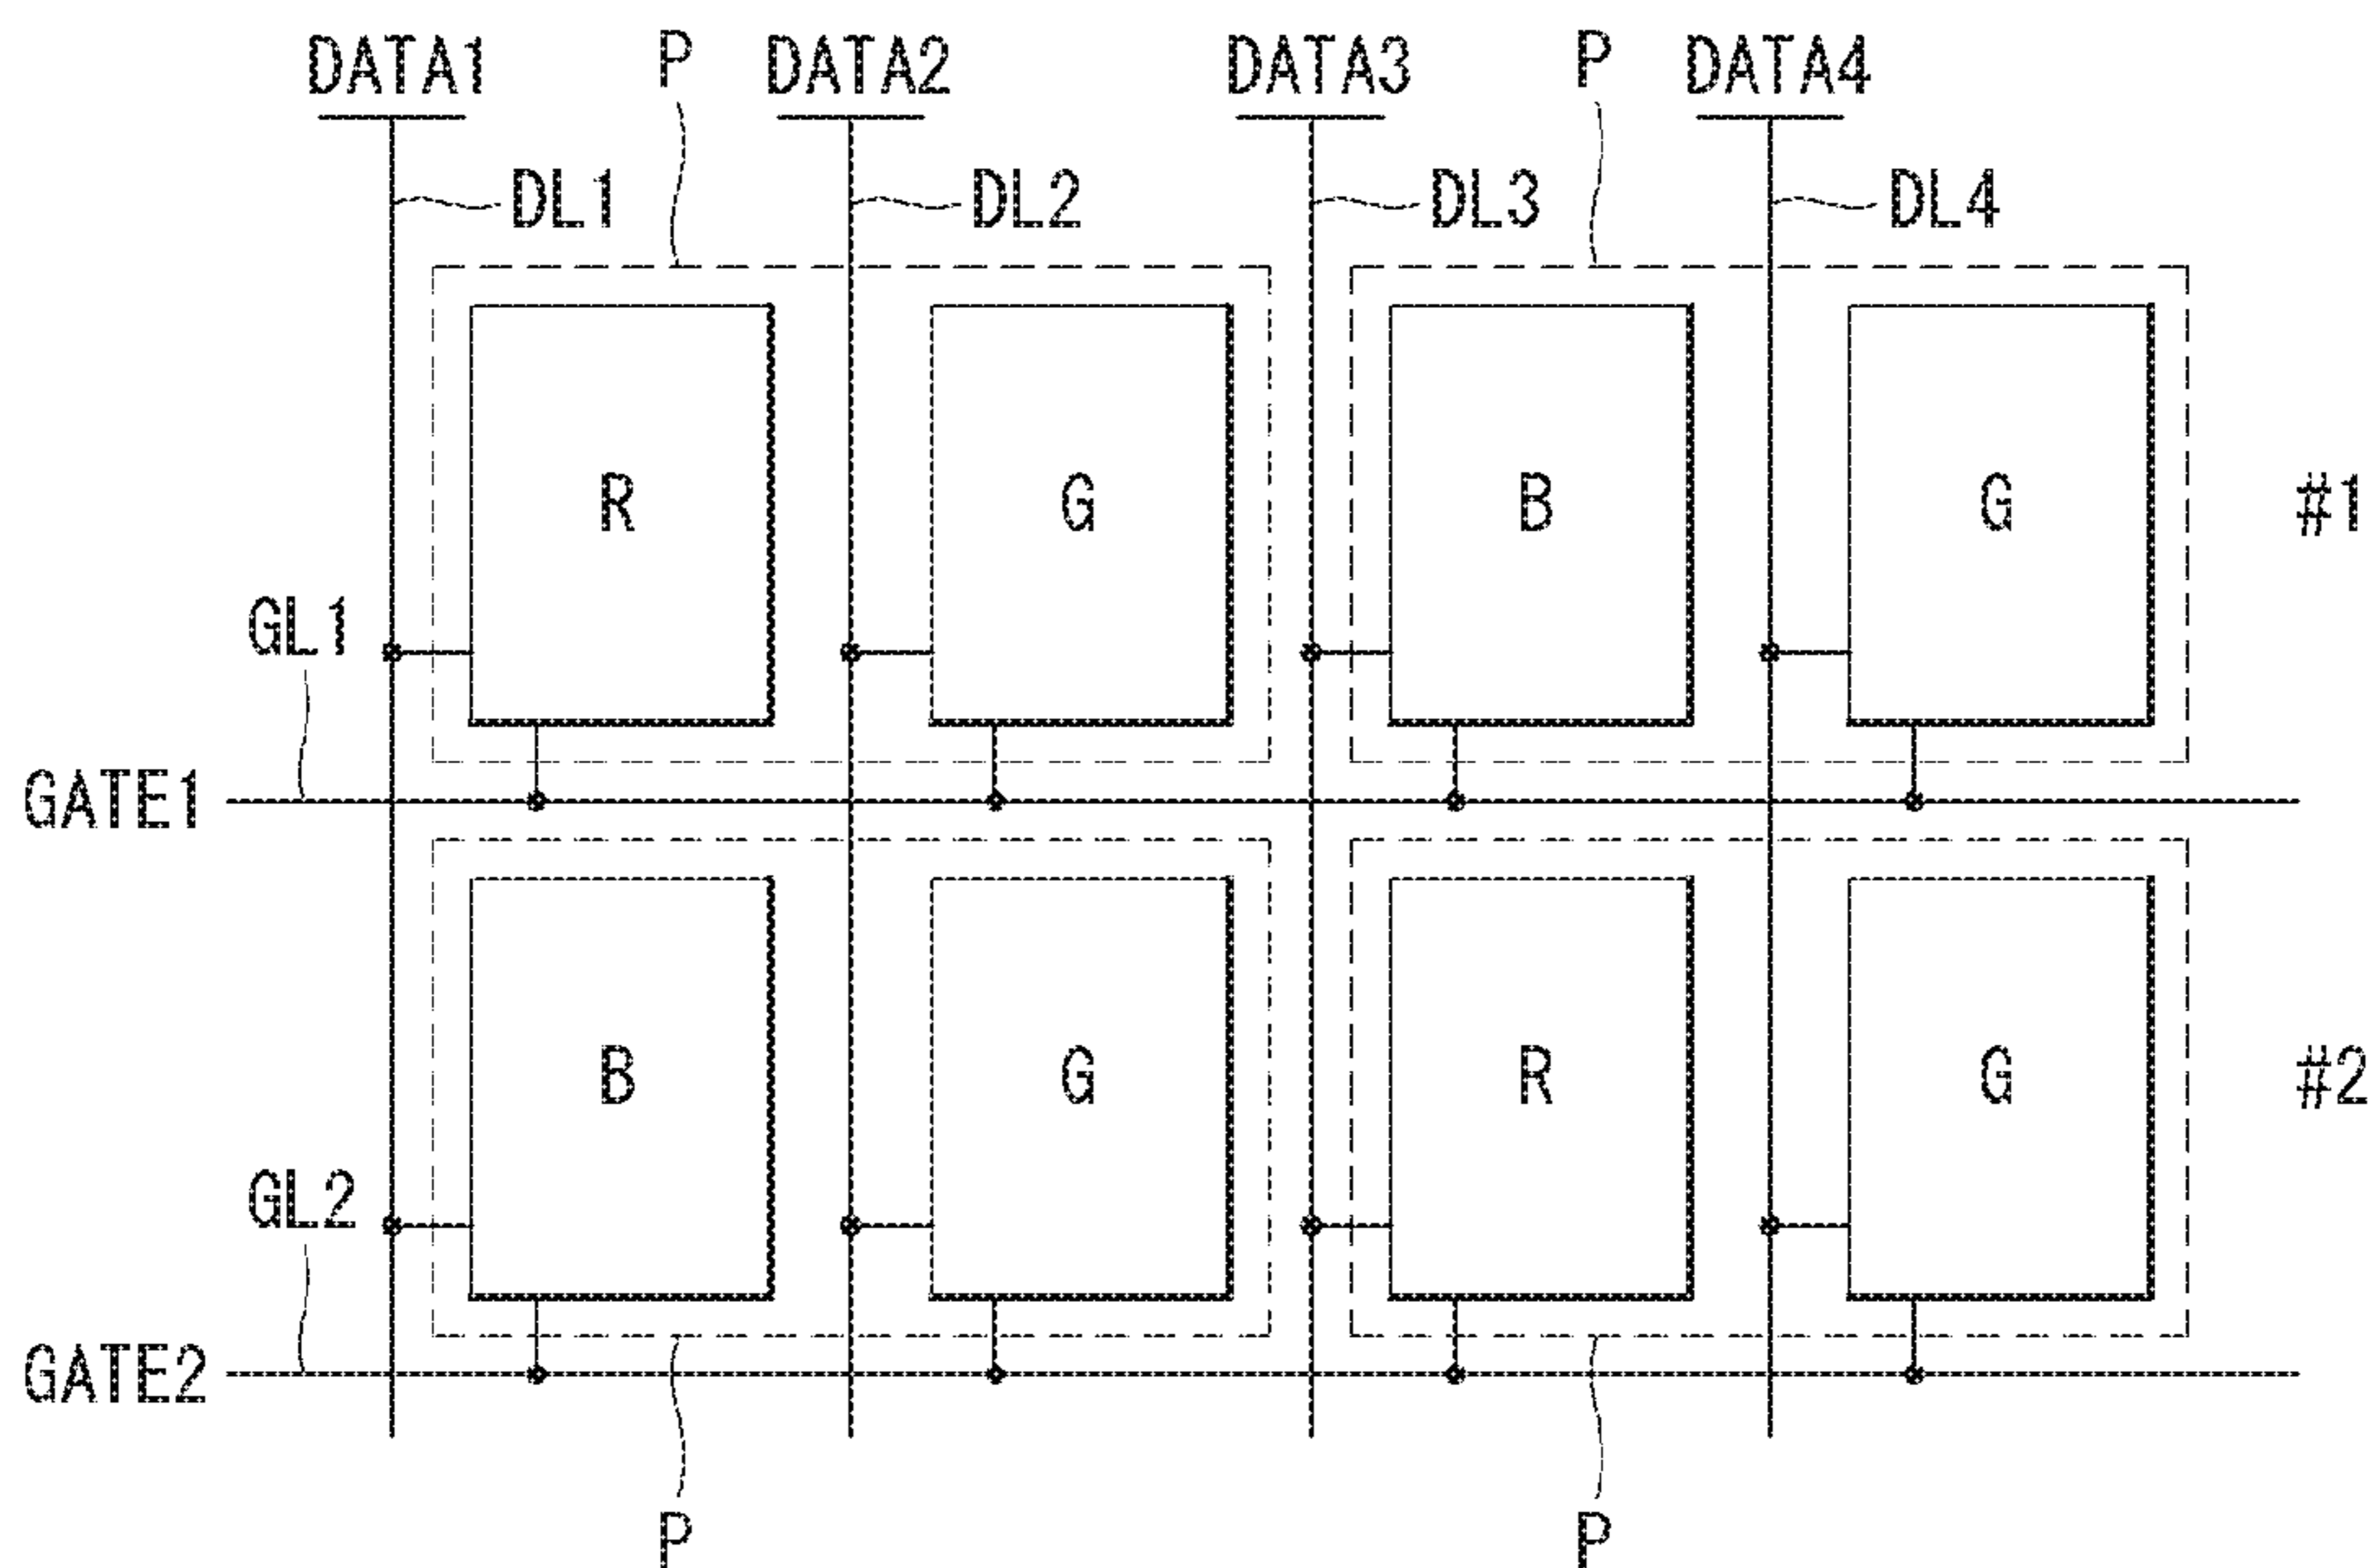 DATA1 P DATA2 DATA3 P DATA4
DL1 DL2 DL3 DL4
R G B G #1
GL1
GATE1
B G R G #2
GL2
GATE2
P P